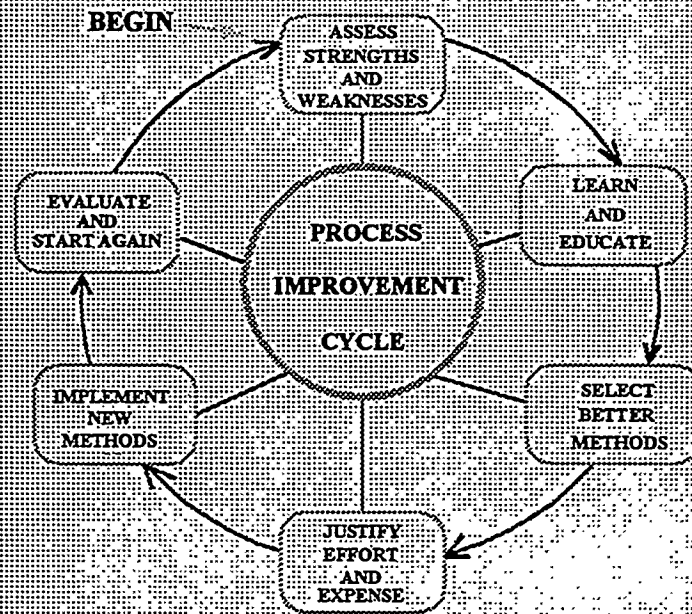 BEGIN
ASSESS
STRENGTHS
AND
WEAKNESSES
LEARN
AND
EDUCATE
SELECT
BETTER
METHODS
JUSTIFY
EFFORT
AND
EXPENSE
IMPLEMENT
NEW
METHODS
EVALUATE
AND
START AGAIN
PROCESS
IMPROVEMENT
CYCLE